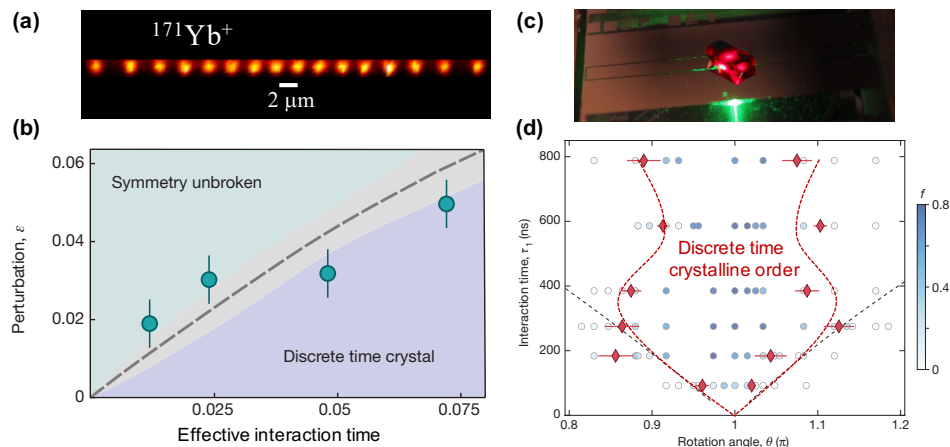 (a)
¹⁷¹Yb⁺
2 μm
(b)
0.06
0.04
0.02
0
Perturbation, ε
Symmetry unbroken
Discrete time crystal
0.025
0.05
0.075
Effective interaction time
(c)
(d)
800
600
400
200
0
Interaction time, τ₁ (ns)
Discrete time
crystalline order
0.8
0.9
1
1.1
1.2
Rotation angle, θ (π)
f
0.8
0.4
0